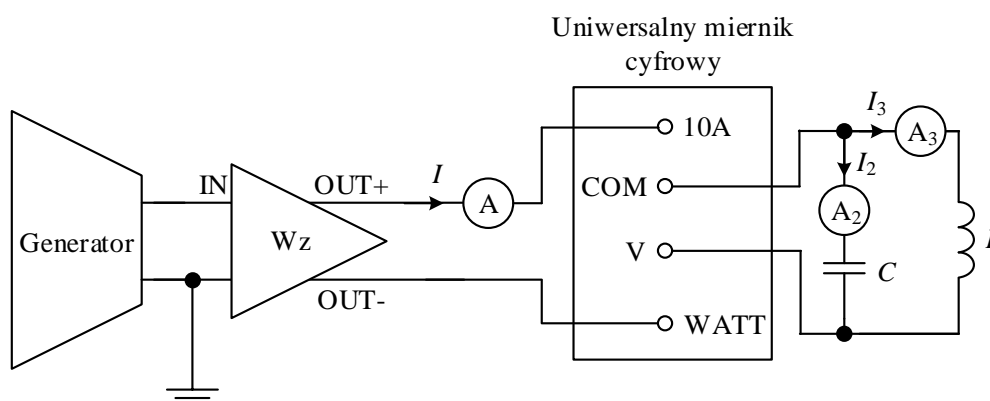 Uniwersalny miernik
cyfrowy
Generator
IN
Wz
OUT+
OUT-
I
A
10A
COM
V
WATT
I₃
A₃
I₂
A₂
C